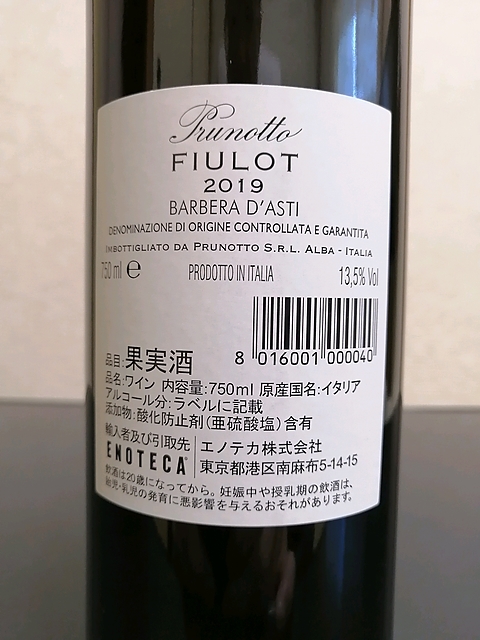 Prunotto
FIULOT
2019
BARBERA D'ASTI
DENOMINAZIONE DI ORIGINE CONTROLLATA E GARANTITA
IMBOTTIGLIATO DA PRUNOTTO S.R.L. ALBA - ITALIA
750 ml e PRODOTTO IN ITALIA 13,5% Vol
8 016001 000040
品目:果実酒
品名:ワイン 内容量:750ml 原産国名:イタリア
アルコール分:ラベルに記載
添加物:酸化防止剤(亜硫酸塩)含有
輸入者及び引取先 エノテカ株式会社
ENOTECA 東京都港区南麻布5-14-15
飲酒は20歳になってから。妊娠中や授乳期の飲酒は、
胎児・乳児の発育に悪影響を与えるおそれがあります。